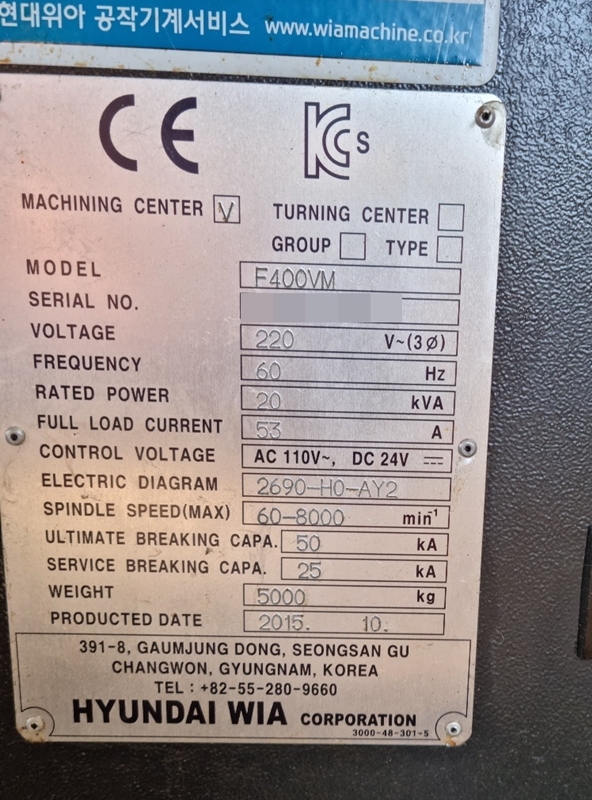 현대위아 공작기계서비스 www.wiamachine.co.kr
CE KCs
MACHINING CENTER V TURNING CENTER
GROUP TYPE
MODEL F400VM
SERIAL NO.
VOLTAGE 220 V~(3Ø)
FREQUENCY 60 Hz
RATED POWER 20 kVA
FULL LOAD CURRENT 53 A
CONTROL VOLTAGE AC 110V~, DC 24V ⎓
ELECTRIC DIAGRAM 2690-H0-AY2
SPINDLE SPEED(MAX) 60-8000 min⁻¹
ULTIMATE BREAKING CAPA. 50 kA
SERVICE BREAKING CAPA. 25 kA
WEIGHT 5000 kg
PRODUCTED DATE 2015. 10.
391-8, GAUMJUNG DONG, SEONGSAN GU
CHANGWON, GYUNGNAM, KOREA
TEL : +82-55-280-9660
HYUNDAI WIA CORPORATION
3000-48-301-5